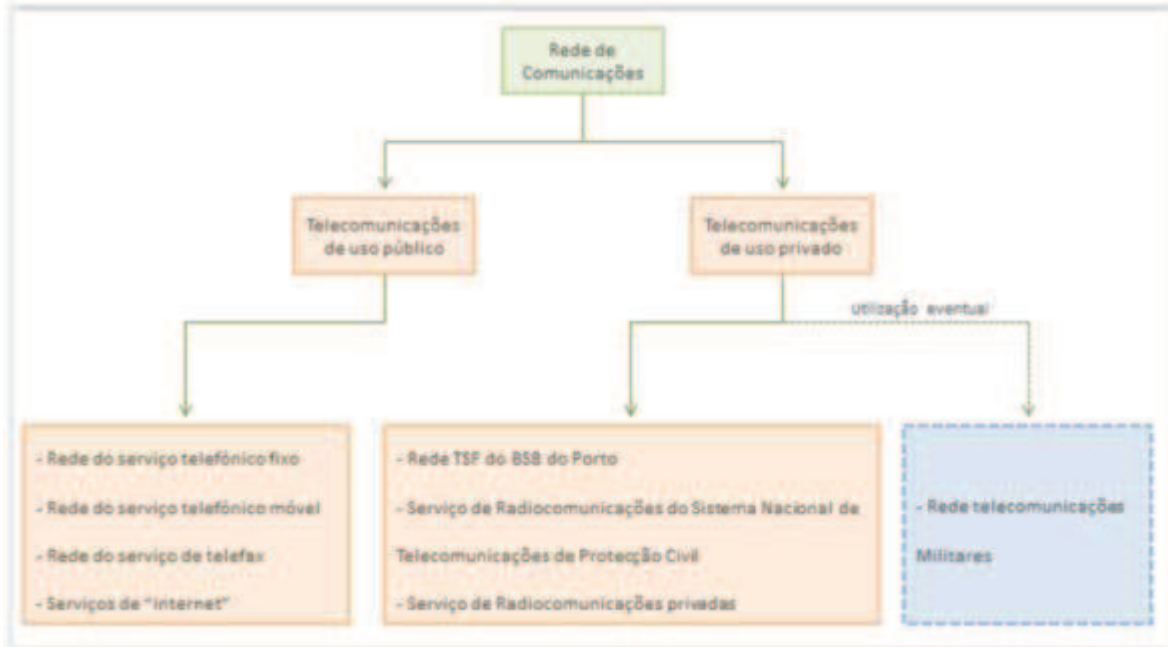 Rede de
Comunicações
Telecomunicações
de uso público
Telecomunicações
de uso privado
Utilização eventual
- Rede do serviço telefónico fixo
- Rede do serviço telefónico móvel
- Rede do serviço de telefax
- Serviços de "Internet"
- Rede TSF do BSB do Porto
- Serviço de Radiocomunicações do Sistema Nacional de
Telecomunicações de Protecção Civil
- Serviço de Radiocomunicações privadas
- Rede telecomunicações
Militares